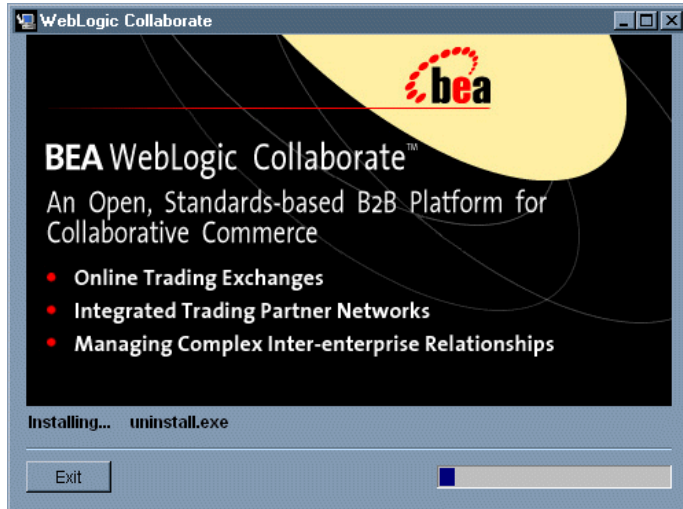 WebLogic Collaborate
bea
BEA WebLogic Collaborate™
An Open, Standards-based B2B Platform for
Collaborative Commerce
• Online Trading Exchanges
• Integrated Trading Partner Networks
• Managing Complex Inter-enterprise Relationships
Installing... uninstall.exe
Exit